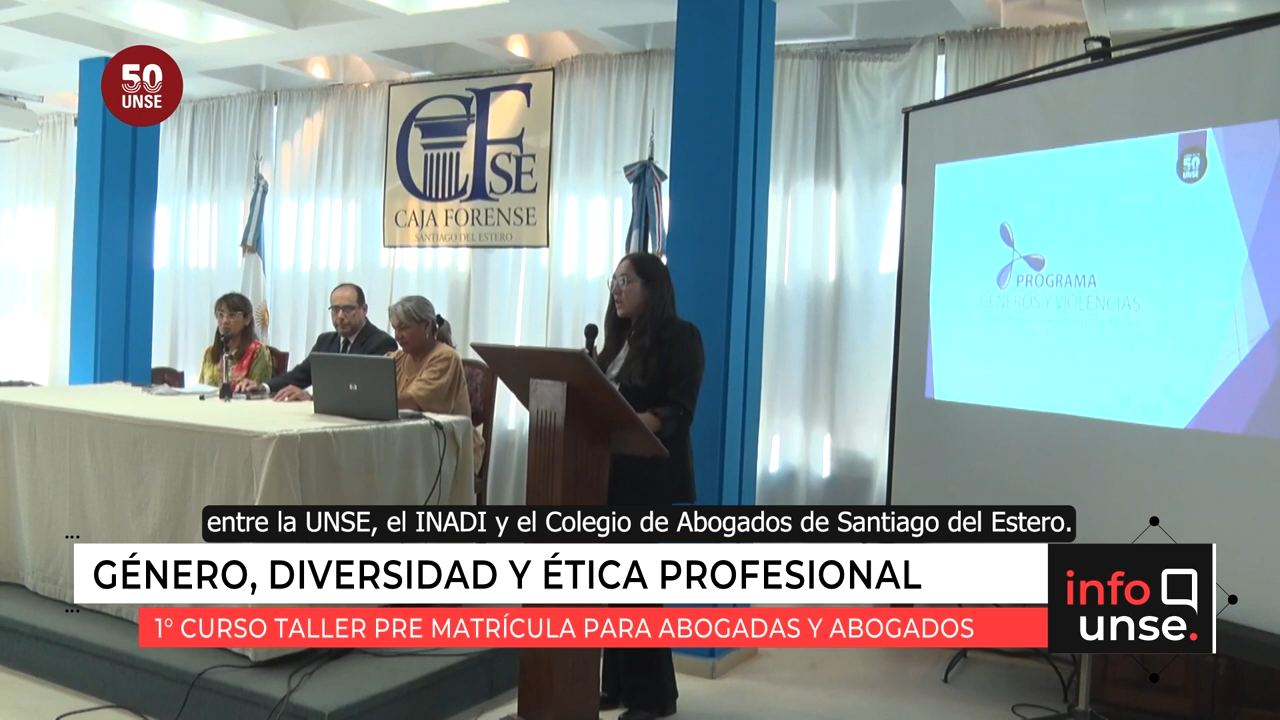 50
UNSE
CFSE
CAJA FORENSE
SANTIAGO DEL ESTERO
50
UNSE
PROGRAMA
GÉNEROS Y VIOLENCIAS
hp
entre la UNSE, el INADI y el Colegio de Abogados de Santiago del Estero.
GÉNERO, DIVERSIDAD Y ÉTICA PROFESIONAL
1° CURSO TALLER PRE MATRÍCULA PARA ABOGADAS Y ABOGADOS
info
unse.